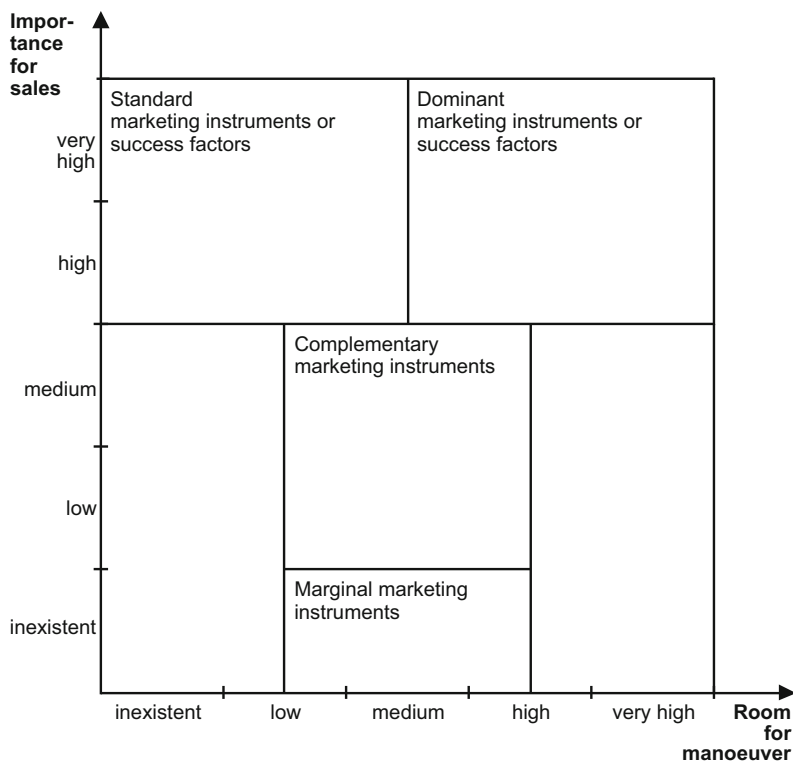 Impor-
tance
for
sales
Standard
marketing instruments or
success factors
Dominant
marketing instruments or
success factors
very
high
high
Complementary
marketing instruments
medium
low
Marginal marketing
instruments
inexistent
inexistent
low
medium
high
very high
Room
for
manoeuver